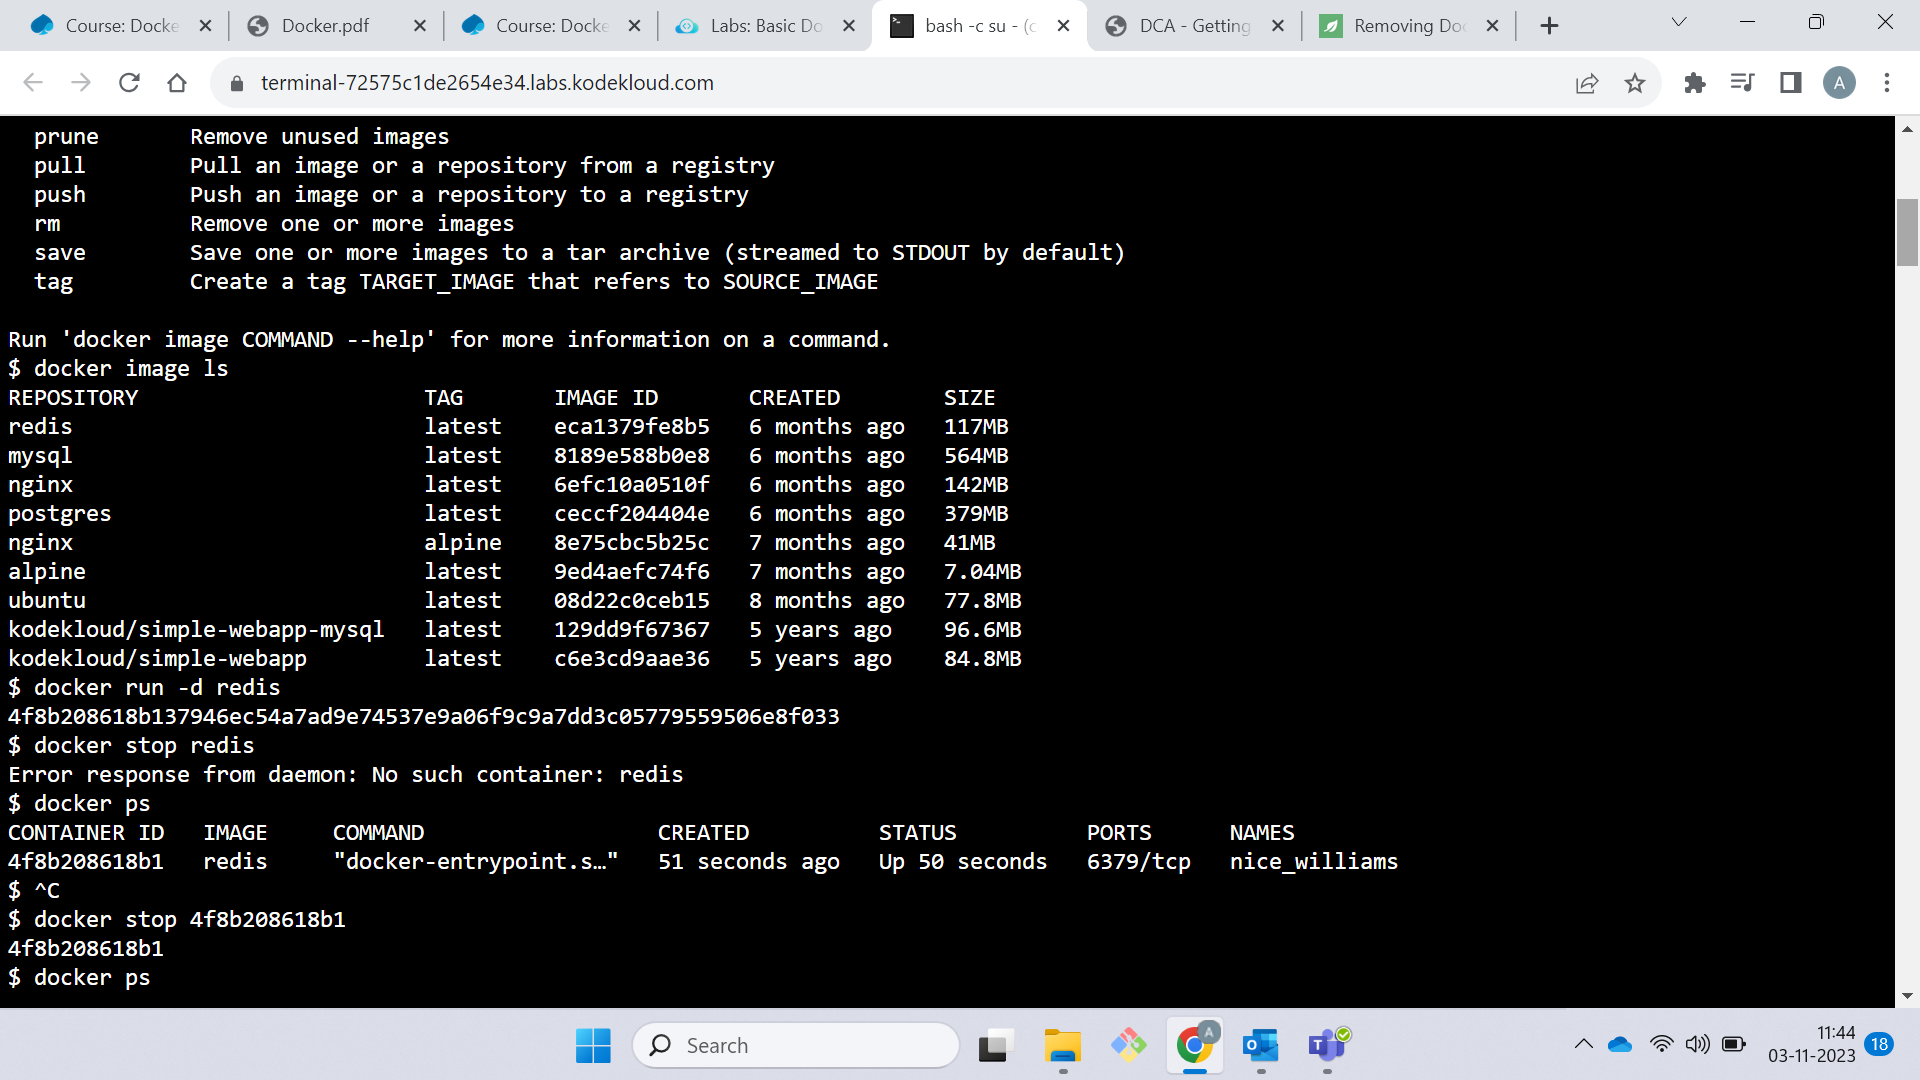 Course: Docke
Docker.pdf
Course: Docke
Labs: Basic Do
bash -c su - (c
DCA - Getting
Removing Doc
terminal-72575c1de2654e34.labs.kodekloud.com
A
prune Remove unused images
pull Pull an image or a repository from a registry
push Push an image or a repository to a registry
rm Remove one or more images
save Save one or more images to a tar archive (streamed to STDOUT by default)
tag Create a tag TARGET_IMAGE that refers to SOURCE_IMAGE
Run 'docker image COMMAND --help' for more information on a command.
$ docker image ls
REPOSITORY TAG IMAGE ID CREATED SIZE
redis latest eca1379fe8b5 6 months ago 117MB
mysql latest 8189e588b0e8 6 months ago 564MB
nginx latest 6efc10a0510f 6 months ago 142MB
postgres latest ceccf204404e 6 months ago 379MB
nginx alpine 8e75cbc5b25c 7 months ago 41MB
alpine latest 9ed4aefc74f6 7 months ago 7.04MB
ubuntu latest 08d22c0ceb15 8 months ago 77.8MB
kodekloud/simple-webapp-mysql latest 129dd9f67367 5 years ago 96.6MB
kodekloud/simple-webapp latest c6e3cd9aae36 5 years ago 84.8MB
$ docker run -d redis
4f8b208618b137946ec54a7ad9e74537e9a06f9c9a7dd3c05779559506e8f033
$ docker stop redis
Error response from daemon: No such container: redis
$ docker ps
CONTAINER ID IMAGE COMMAND CREATED STATUS PORTS NAMES
4f8b208618b1 redis "docker-entrypoint.s…" 51 seconds ago Up 50 seconds 6379/tcp nice_williams
$ ^C
$ docker stop 4f8b208618b1
4f8b208618b1
$ docker ps
Search
A
11:44
03-11-2023
18